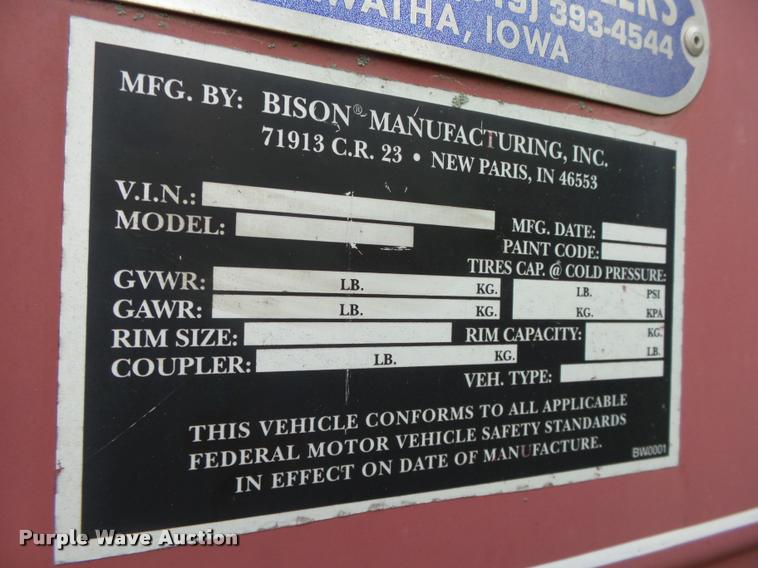 393-4544
IOWA
MFG. BY: BISON® MANUFACTURING, INC.
71913 C.R. 23 • NEW PARIS, IN 46553
V.I.N.:
MODEL:
MFG. DATE:
PAINT CODE:
TIRES CAP. @ COLD PRESSURE:
GVWR: LB. KG. LB. PSI
GAWR: LB. KG. KG. KPA
RIM SIZE: RIM CAPACITY: KG.
COUPLER: LB. KG. LB.
VEH. TYPE:
THIS VEHICLE CONFORMS TO ALL APPLICABLE
FEDERAL MOTOR VEHICLE SAFETY STANDARDS
IN EFFECT ON DATE OF MANUFACTURE.
BW0001
Purple Wave Auction